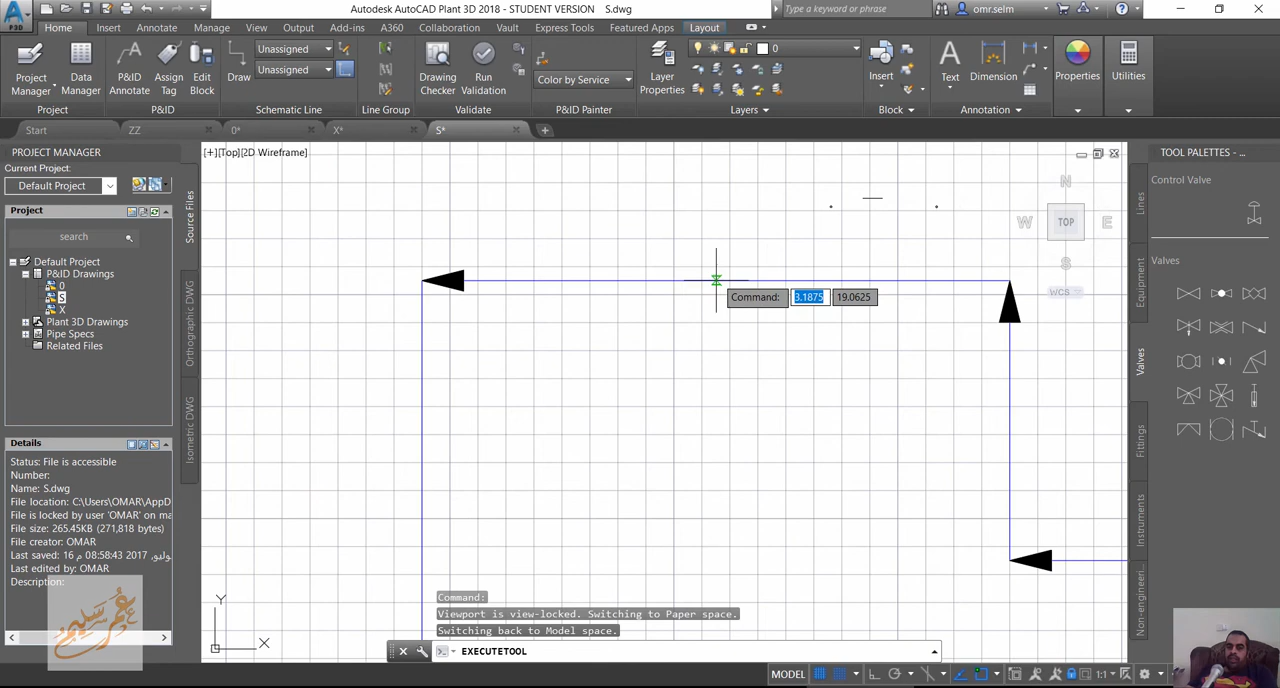 Autodesk AutoCAD Plant 3D 2018 - STUDENT VERSION S.dwg
Type a keyword or phrase
omr.selm
P3D
Home Insert Annotate Manage View Output Add-ins A360 Collaboration Vault Express Tools Featured Apps Layout
Project Manager
Data Manager
P&ID Annotate
Assign Tag
Edit Block
Draw
Unassigned
Unassigned
Drawing Checker
Run Validation
Color by Service
Layer Properties
0
Insert
Text
Dimension
Properties
Utilities
Project
P&ID
Schematic Line
Line Group
Validate
P&ID Painter
Layers
Block
Annotation
Start ZZ 0* X* S*
PROJECT MANAGER
Current Project:
Default Project
Project
search
Default Project
P&ID Drawings
0
S
X
Plant 3D Drawings
Pipe Specs
Related Files
Source Files
Orthographic DWG
Isometric DWG
Details
Status: File is accessible
Number:
Name: S.dwg
File location: C:\Users\OMAR\AppD
File is locked by user 'OMAR' on ma
File size: 265.45KB (271,818 bytes)
File creator: OMAR
Last saved: 16 يوليو, 2017 08:58:43 م
Last edited by: OMAR
Description:
عمر سليم
[+][Top][2D Wireframe]
Command: 3.1875 19.0625
N
W TOP E
S
WCS
Y
X
Command:
Viewport is view-locked. Switching to Paper space.
Switching back to Model space.
EXECUTETOOL
MODEL
1:1
TOOL PALETTES - ...
Control Valve
Valves
Lines
Equipment
Valves
Fittings
Instruments
Non-engineeri...